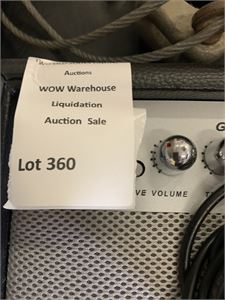 Auctions
WOW Warehouse
Liquidation
Auction Sale
Lot 360
G
VE VOLUME T